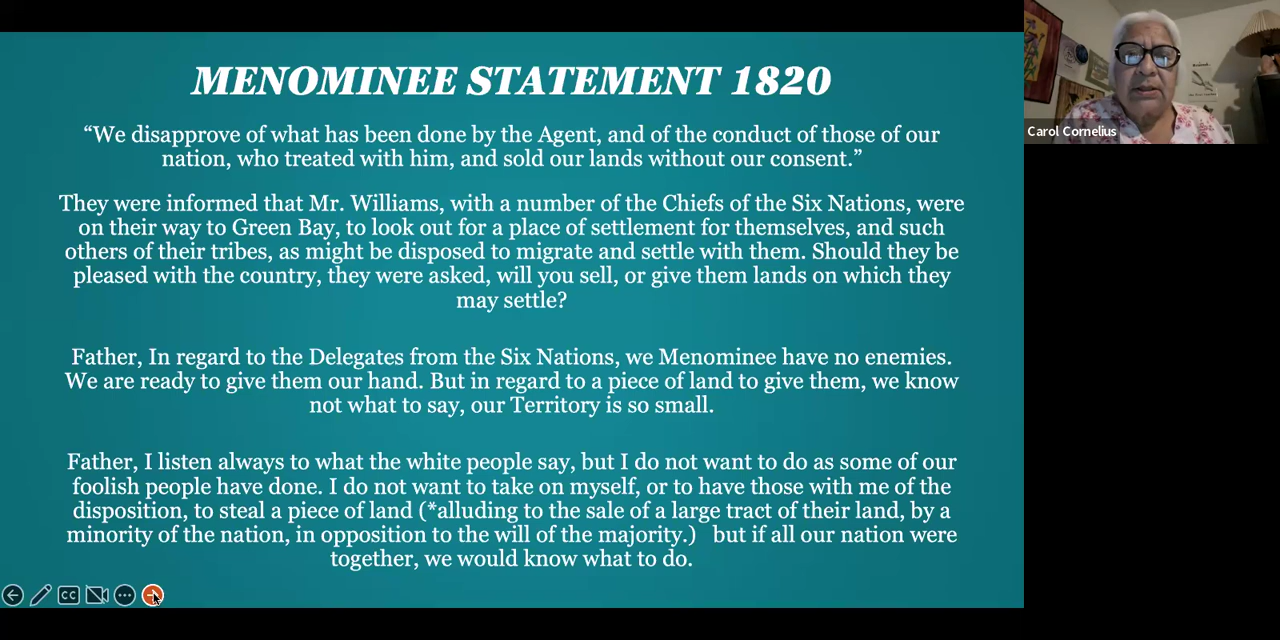 MENOMINEE STATEMENT 1820
“We disapprove of what has been done by the Agent, and of the conduct of those of our
nation, who treated with him, and sold our lands without our consent.”
They were informed that Mr. Williams, with a number of the Chiefs of the Six Nations, were
on their way to Green Bay, to look out for a place of settlement for themselves, and such
others of their tribes, as might be disposed to migrate and settle with them. Should they be
pleased with the country, they were asked, will you sell, or give them lands on which they
may settle?
Father, In regard to the Delegates from the Six Nations, we Menominee have no enemies.
We are ready to give them our hand. But in regard to a piece of land to give them, we know
not what to say, our Territory is so small.
Father, I listen always to what the white people say, but I do not want to do as some of our
foolish people have done. I do not want to take on myself, or to have those with me of the
disposition, to steal a piece of land (*alluding to the sale of a large tract of their land, by a
minority of the nation, in opposition to the will of the majority.) but if all our nation were
together, we would know what to do.
CC
Carol Cornelius